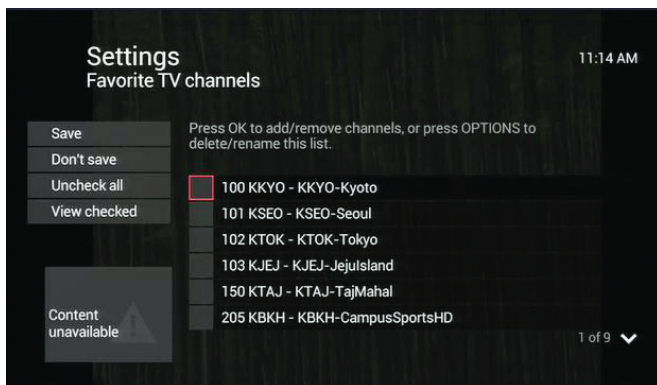 Settings
11:14 AM
Favorite TV channels
Save
Don't save
Uncheck all
View checked
Press OK to add/remove channels, or press OPTIONS to
delete/rename this list.
100 KKYO - KKYO-Kyoto
101 KSEO - KSEO-Seoul
102 KTOK - KTOK-Tokyo
103 KJEJ - KJEJ-JejuIsland
150 KTAJ - KTAJ-TajMahal
205 KBKH - KBKH-CampusSportsHD
Content
unavailable
1 of 9